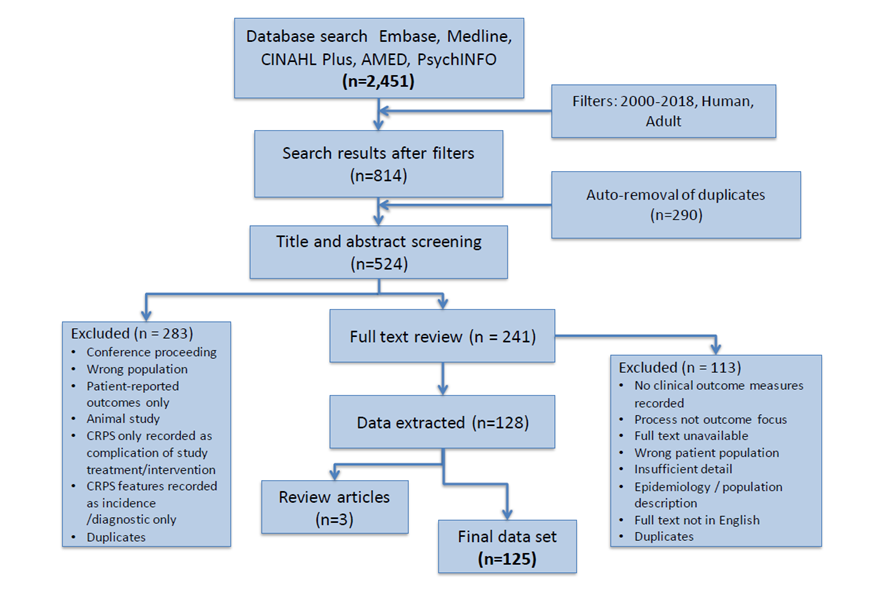 Database search Embase, Medline,
CINAHL Plus, AMED, PsychINFO
(n=2,451)
Filters: 2000-2018, Human,
Adult
Search results after filters
(n=814)
Auto-removal of duplicates
(n=290)
Title and abstract screening
(n=524)
Excluded (n = 283)
• Conference proceeding
• Wrong population
• Patient-reported
outcomes only
• Animal study
• CRPS only recorded as
complication of study
treatment/intervention
• CRPS features recorded
as incidence
/diagnostic only
• Duplicates
Full text review (n = 241)
Excluded (n = 113)
• No clinical outcome measures
recorded
• Process not outcome focus
• Full text unavailable
• Wrong patient population
• Insufficient detail
• Epidemiology / population
description
• Full text not in English
• Duplicates
Data extracted (n=128)
Review articles
(n=3)
Final data set
(n=125)